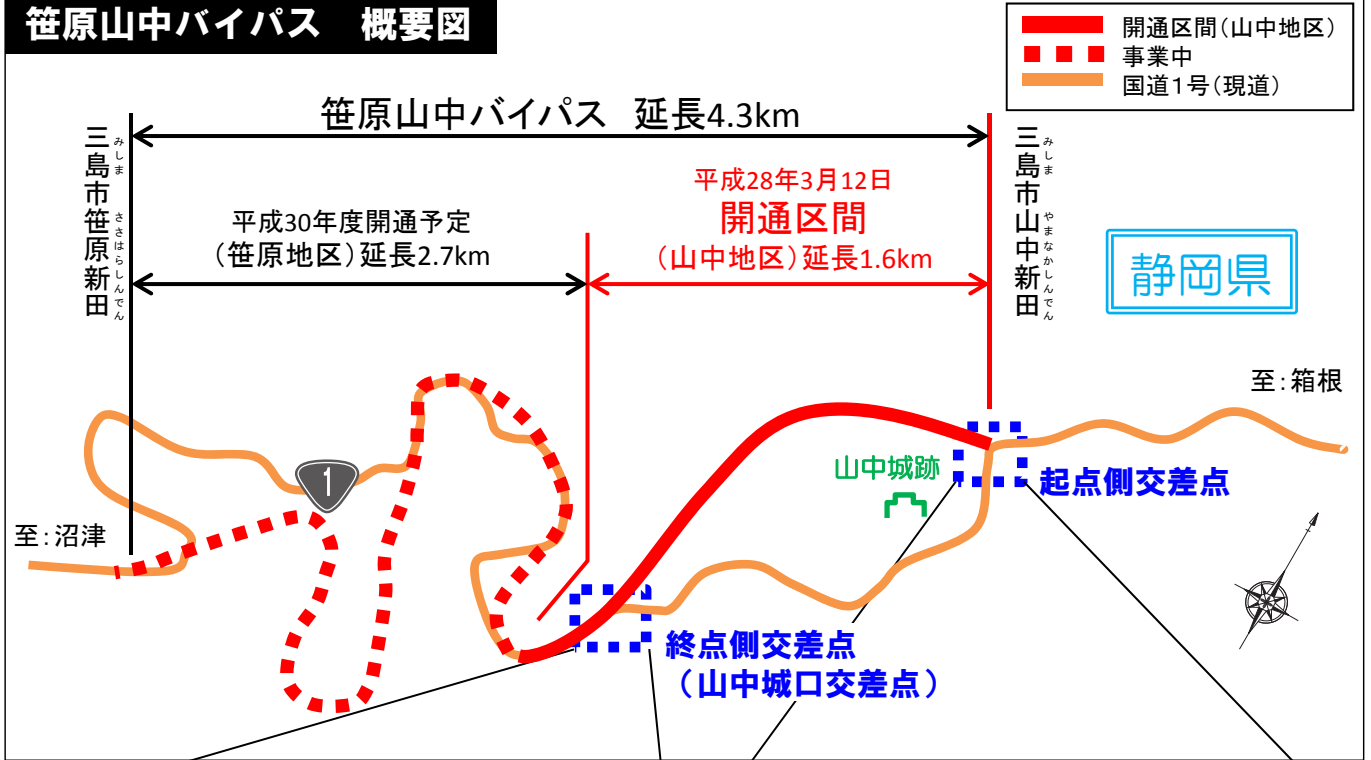 笹原山中バイパス 概要図
開通区間(山中地区)
事業中
国道1号(現道)
笹原山中バイパス 延長4.3km
三島市笹原新田
みしま
ささはらしんでん
平成30年度開通予定
(笹原地区)延長2.7km
平成28年3月12日
開通区間
(山中地区)延長1.6km
三島市山中新田
みしま
やまなかしんでん
静岡県
至:箱根
山中城跡
起点側交差点
1
至:沼津
終点側交差点
(山中城口交差点)